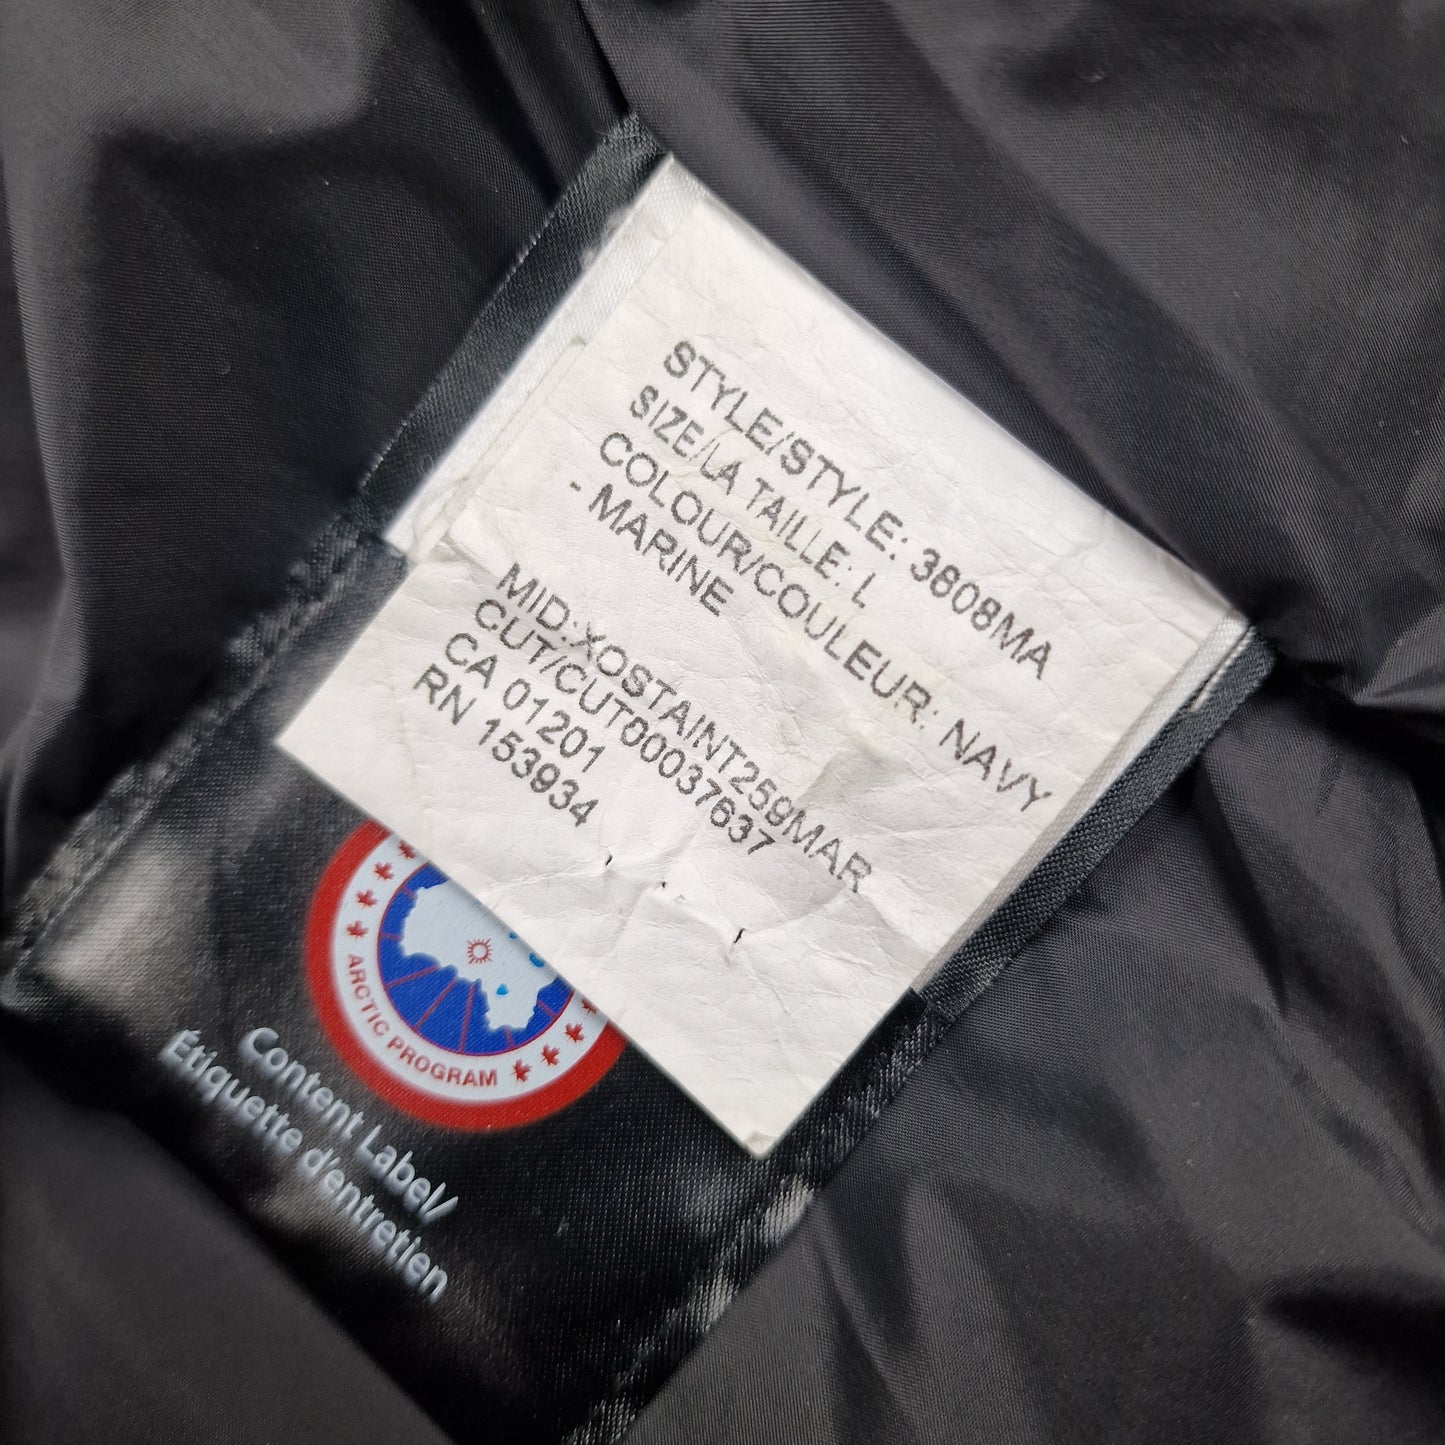 STYLE/STYLE: 3808MA
SIZE/LA TAILLE: L
COLOUR/COULEUR: NAVY
- MARINE
MID:XOSTAINT259MAR
CUT/CUT00037637
CA 01201
RN 153934
ARCTIC PROGRAM
Content Label/
Étiquette d'entretien